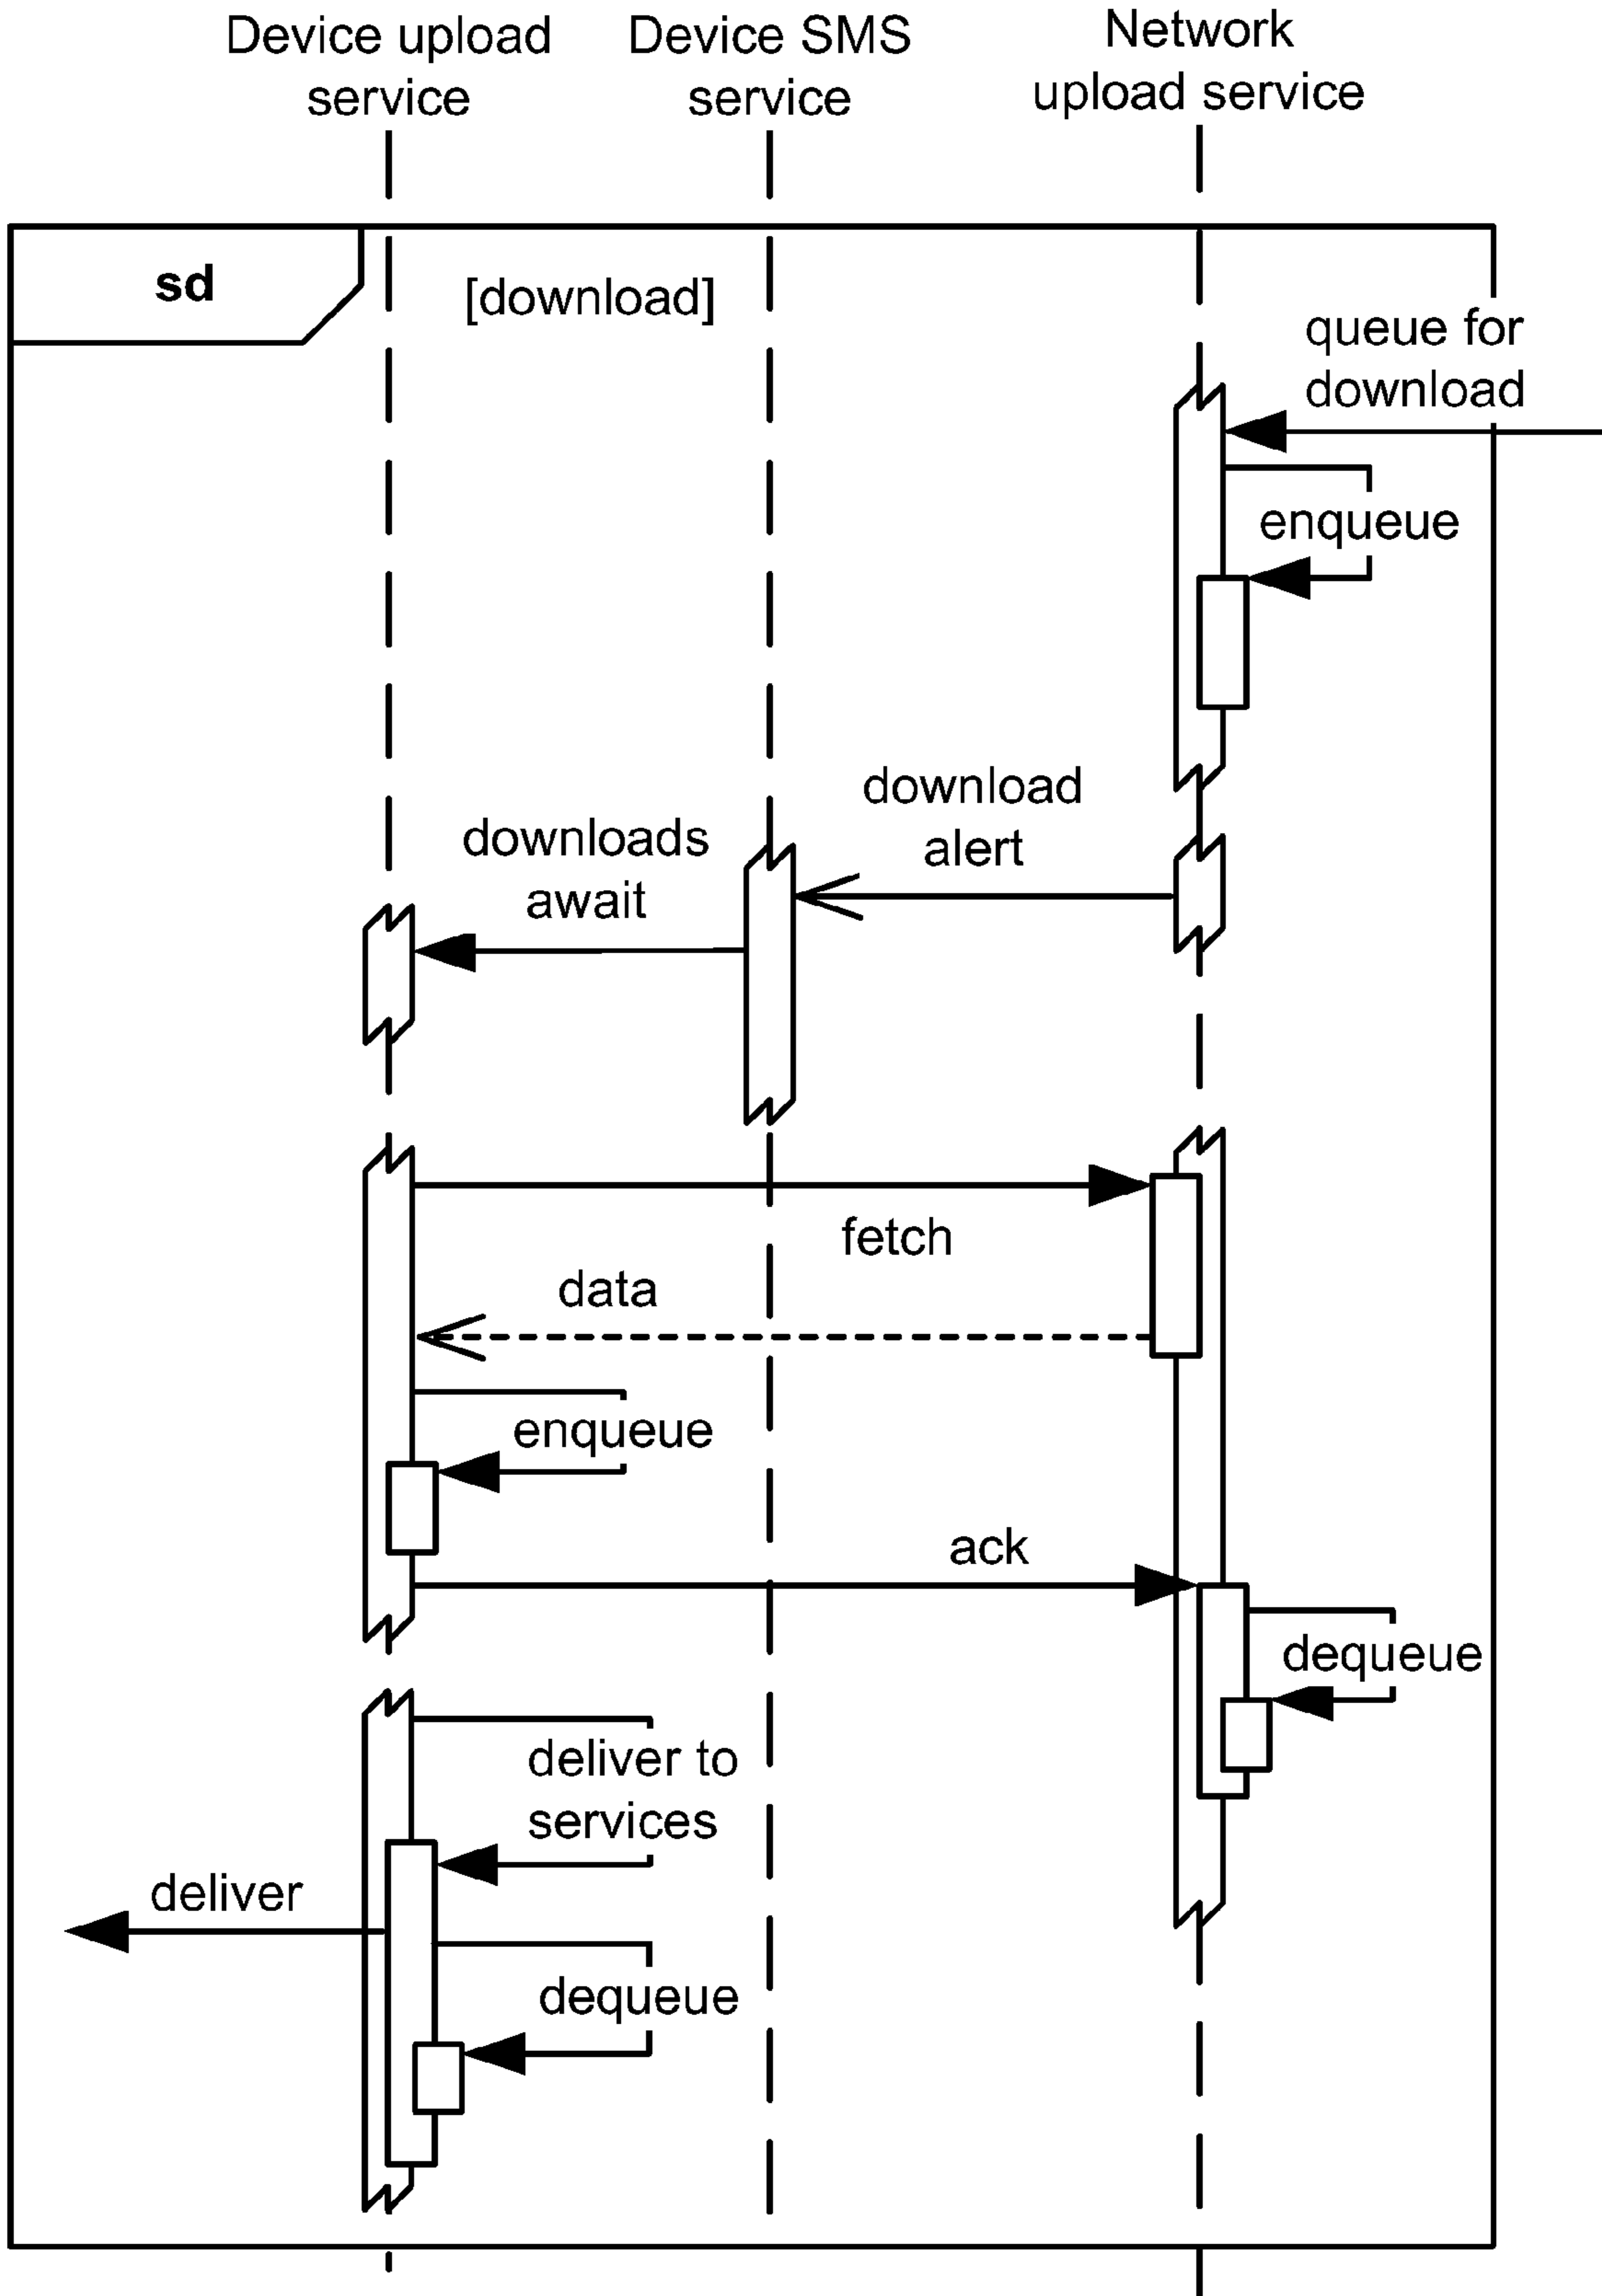 Device upload
service
Device SMS
service
Network
upload service
sd
[download]
queue for
download
enqueue
download
alert
downloads
await
fetch
data
enqueue
ack
dequeue
deliver to
services
deliver
dequeue